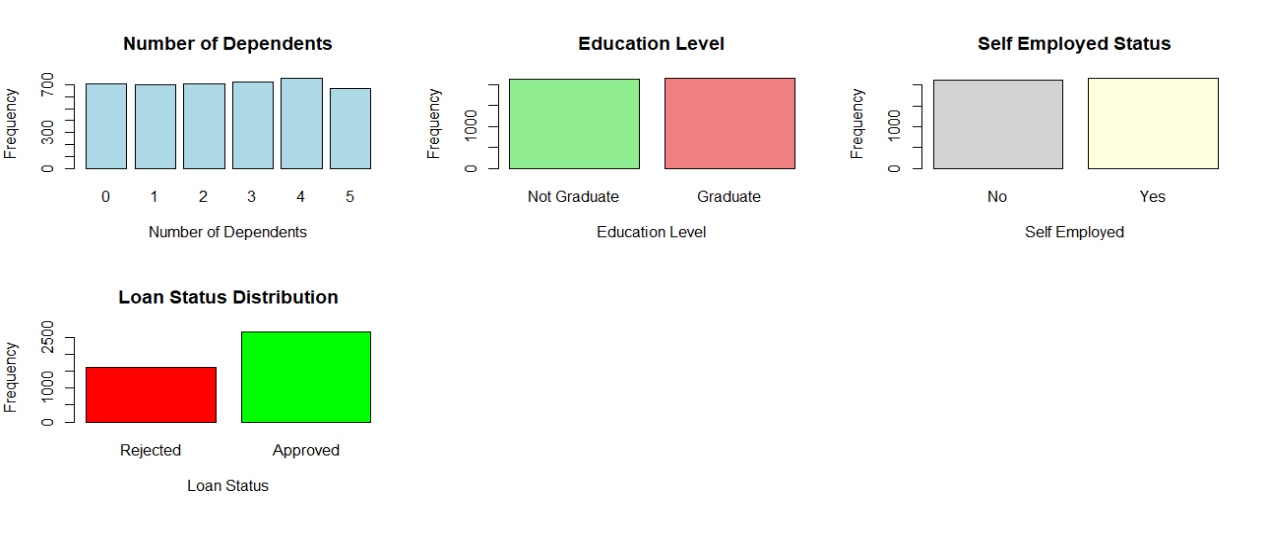 Number of Dependents
Frequency
700
300
0
0 1 2 3 4 5
Number of Dependents
Education Level
Frequency
1000
0
Not Graduate Graduate
Education Level
Self Employed Status
Frequency
1000
0
No Yes
Self Employed
Loan Status Distribution
Frequency
2500
1000
0
Rejected Approved
Loan Status